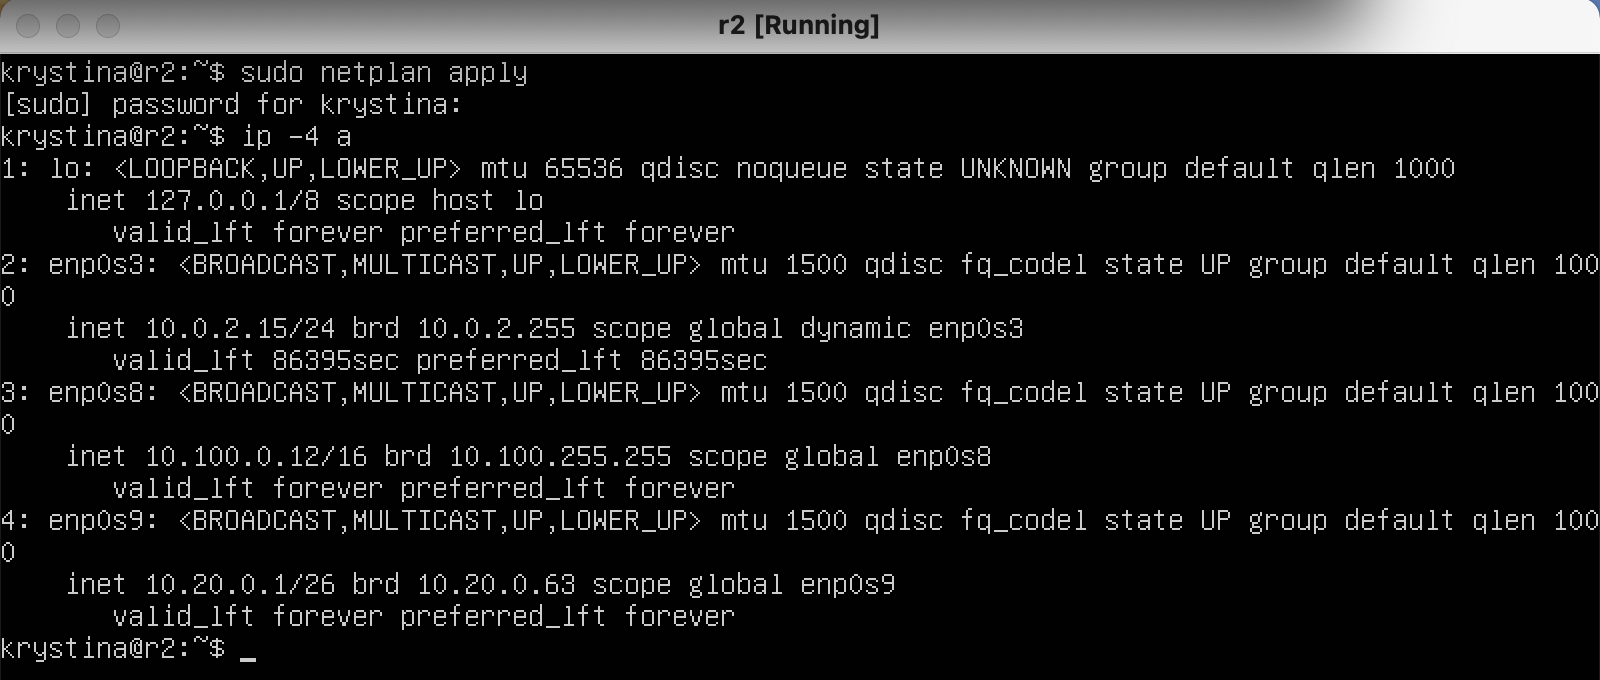 r2 [Running]
krystina@r2:~$ sudo netplan apply
[sudo] password for krystina:
krystina@r2:~$ ip -4 a
1: lo: <LOOPBACK,UP,LOWER_UP> mtu 65536 qdisc noqueue state UNKNOWN group default qlen 1000
    inet 127.0.0.1/8 scope host lo
       valid_lft forever preferred_lft forever
2: enp0s3: <BROADCAST,MULTICAST,UP,LOWER_UP> mtu 1500 qdisc fq_codel state UP group default qlen 100
0
    inet 10.0.2.15/24 brd 10.0.2.255 scope global dynamic enp0s3
       valid_lft 86395sec preferred_lft 86395sec
3: enp0s8: <BROADCAST,MULTICAST,UP,LOWER_UP> mtu 1500 qdisc fq_codel state UP group default qlen 100
0
    inet 10.100.0.12/16 brd 10.100.255.255 scope global enp0s8
       valid_lft forever preferred_lft forever
4: enp0s9: <BROADCAST,MULTICAST,UP,LOWER_UP> mtu 1500 qdisc fq_codel state UP group default qlen 100
0
    inet 10.20.0.1/26 brd 10.20.0.63 scope global enp0s9
       valid_lft forever preferred_lft forever
krystina@r2:~$ _